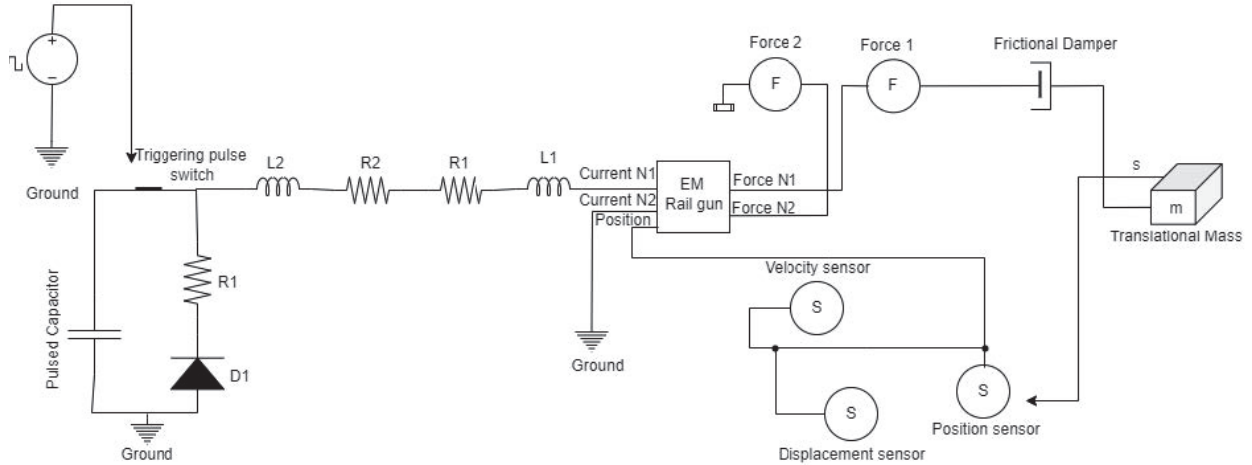 Force 2
Force 1
Frictional Damper
F
F
+
−
Triggering pulse
switch
L2
R2
R1
L1
Current N1
Current N2
Position
EM
Rail gun
Force N1
Force N2
s
m
Translational Mass
Ground
Velocity sensor
S
R1
Pulsed Capacitor
D1
Ground
S
S
Position sensor
Displacement sensor
Ground